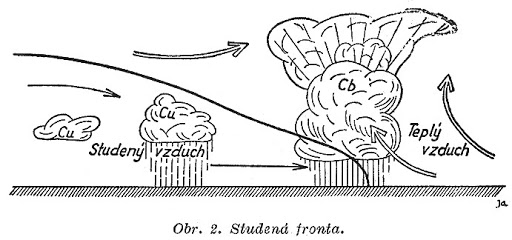 Cb
Cu
Cu
Studený vzduch
Teplý
vzduch
ja
Obr. 2. Studená fronta.